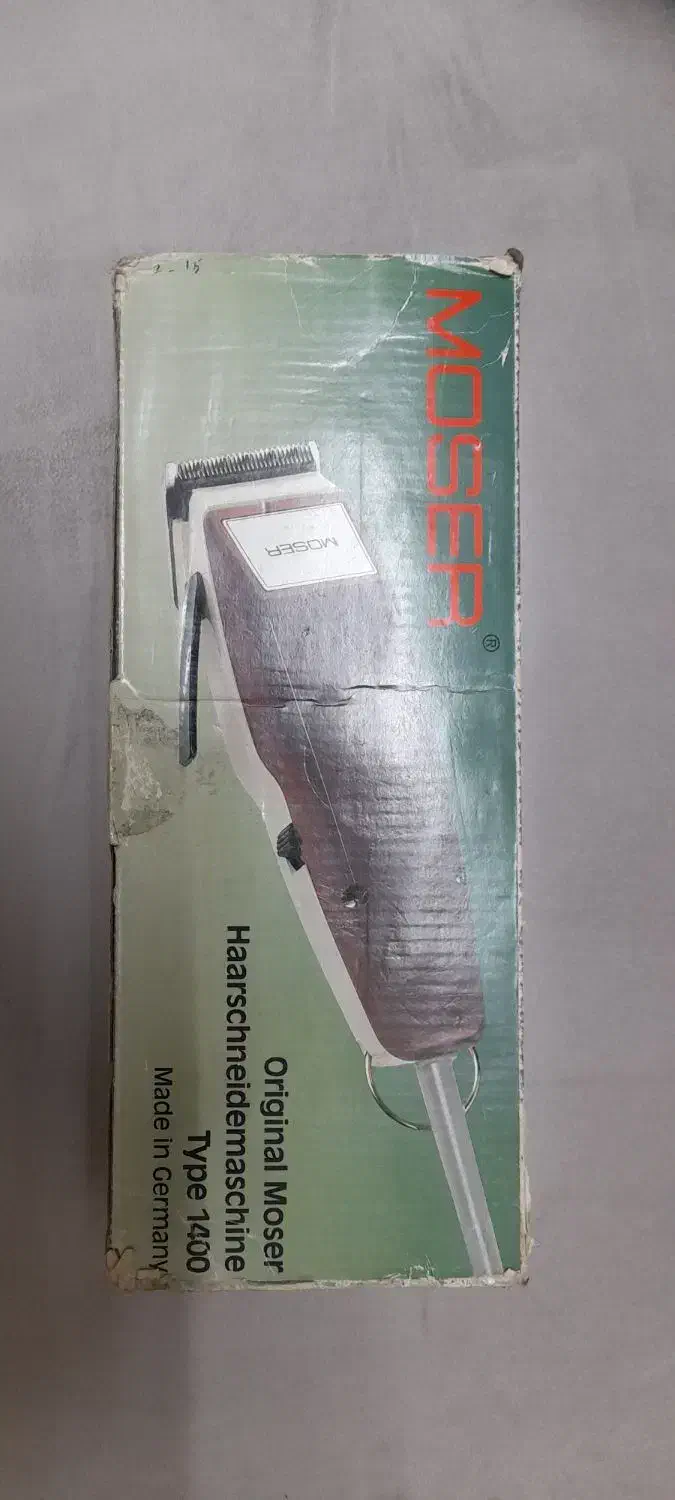 MOSER®
MOSER
Original Moser
Haarschneidemaschine
Type 1400
Made in Germany